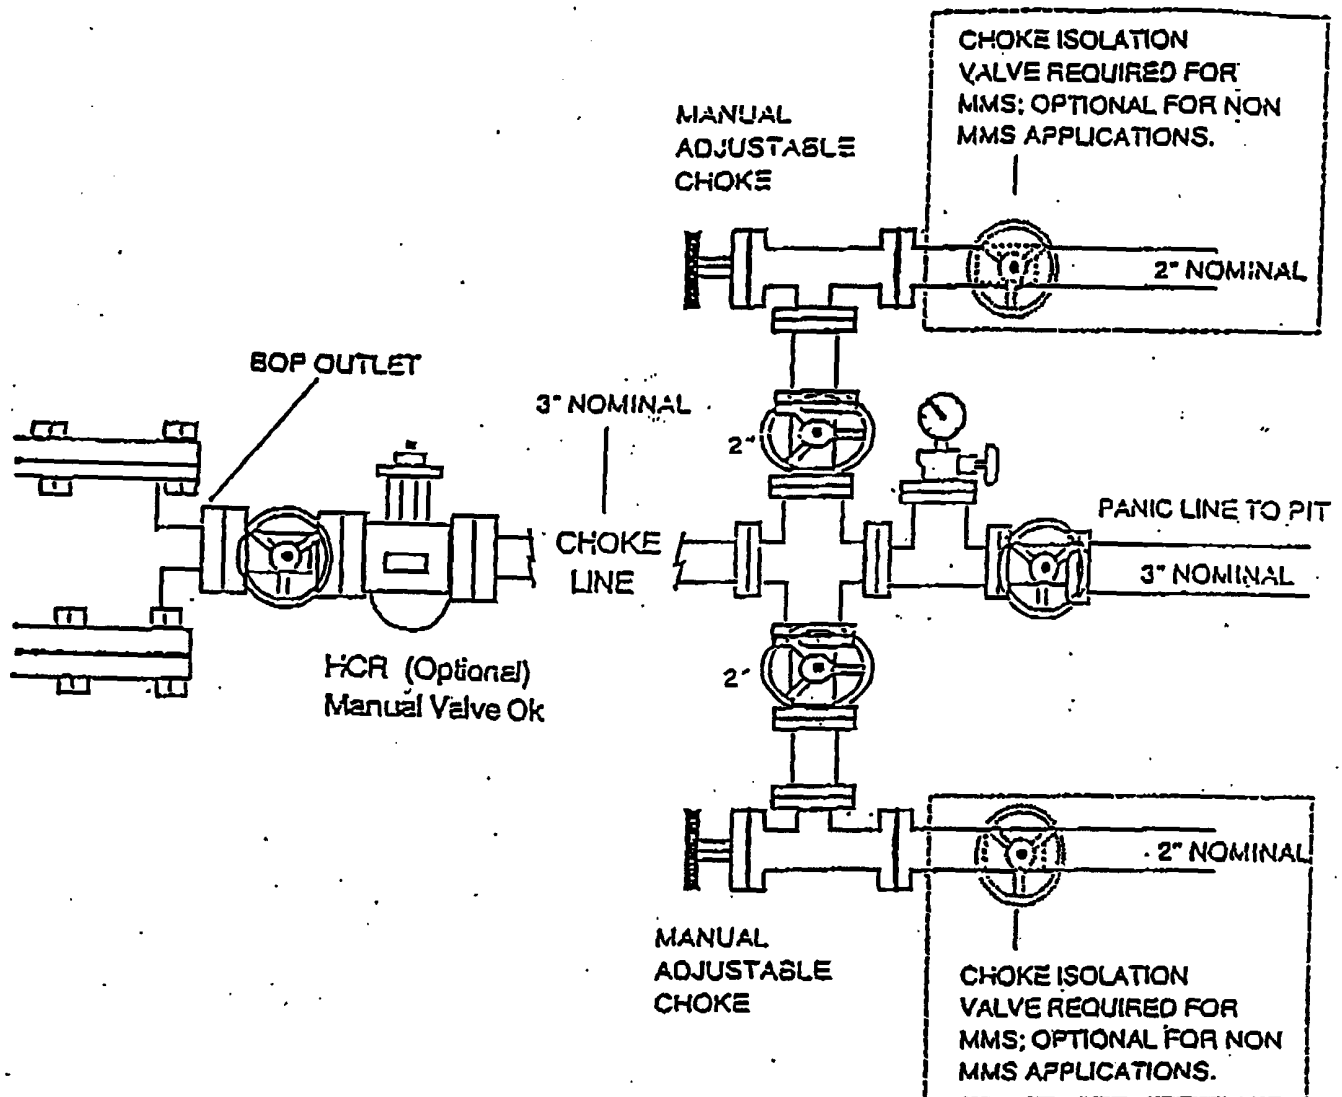 CHOKE ISOLATION
VALVE REQUIRED FOR
MMS; OPTIONAL FOR NON
MMS APPLICATIONS.
MANUAL
ADJUSTABLE
CHOKE
2" NOMINAL
BOP OUTLET
3" NOMINAL
2"
PANIC LINE TO PIT
CHOKE
LINE
3" NOMINAL
HCR (Optional)
Manual Valve Ok
2"
2" NOMINAL
MANUAL
ADJUSTABLE
CHOKE
CHOKE ISOLATION
VALVE REQUIRED FOR
MMS; OPTIONAL FOR NON
MMS APPLICATIONS.